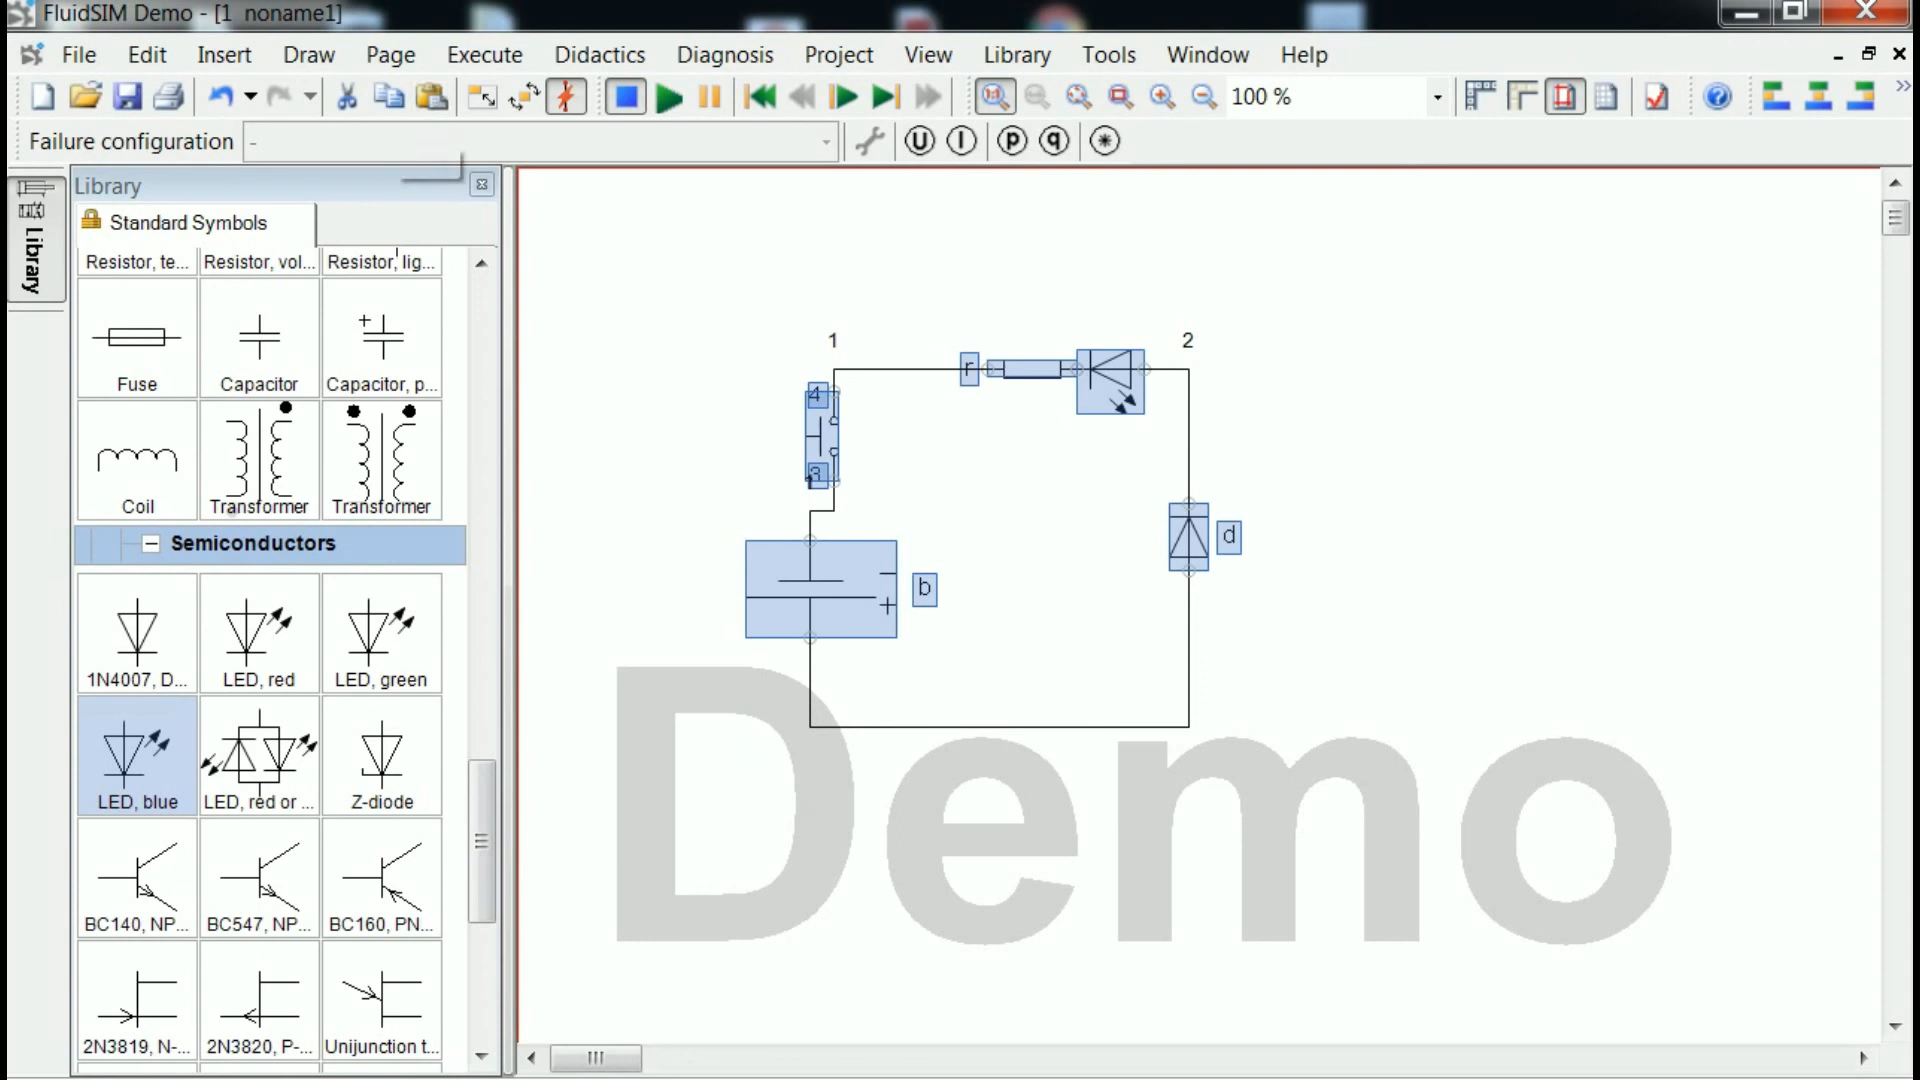 FluidSIM Demo - [1 noname1]
File Edit Insert Draw Page Execute Didactics Diagnosis Project View Library Tools Window Help
100 %
Failure configuration -
U I p q
Library
Library
Standard Symbols
Resistor, te... Resistor, vol... Resistor, lig...
Fuse Capacitor Capacitor, p...
Coil Transformer Transformer
Semiconductors
1N4007, D... LED, red LED, green
LED, blue LED, red or ... Z-diode
BC140, NP... BC547, NP... BC160, PN...
2N3819, N-... 2N3820, P-... Unijunction t...
1 2
r
4
3
d
b
Demo